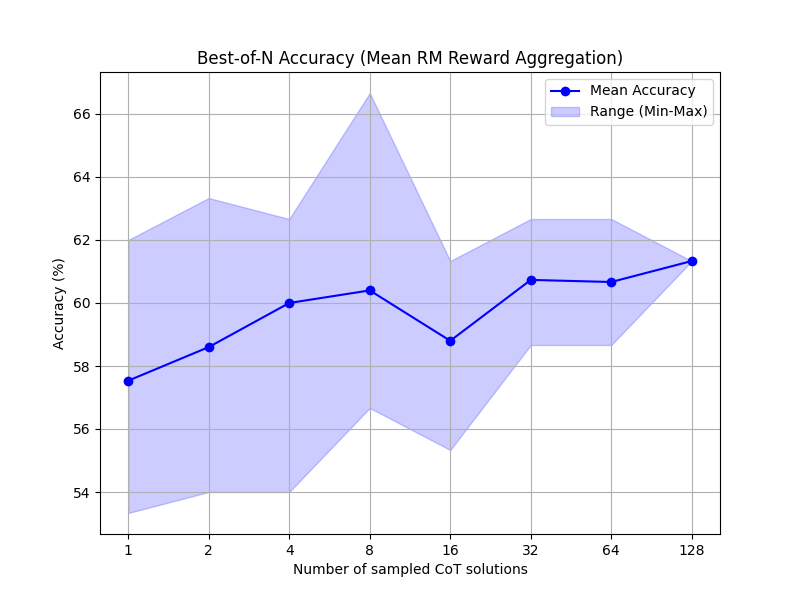 Best-of-N Accuracy (Mean RM Reward Aggregation)
Mean Accuracy
Range (Min-Max)
Accuracy (%)
66
64
62
60
58
56
54
1 2 4 8 16 32 64 128
Number of sampled CoT solutions